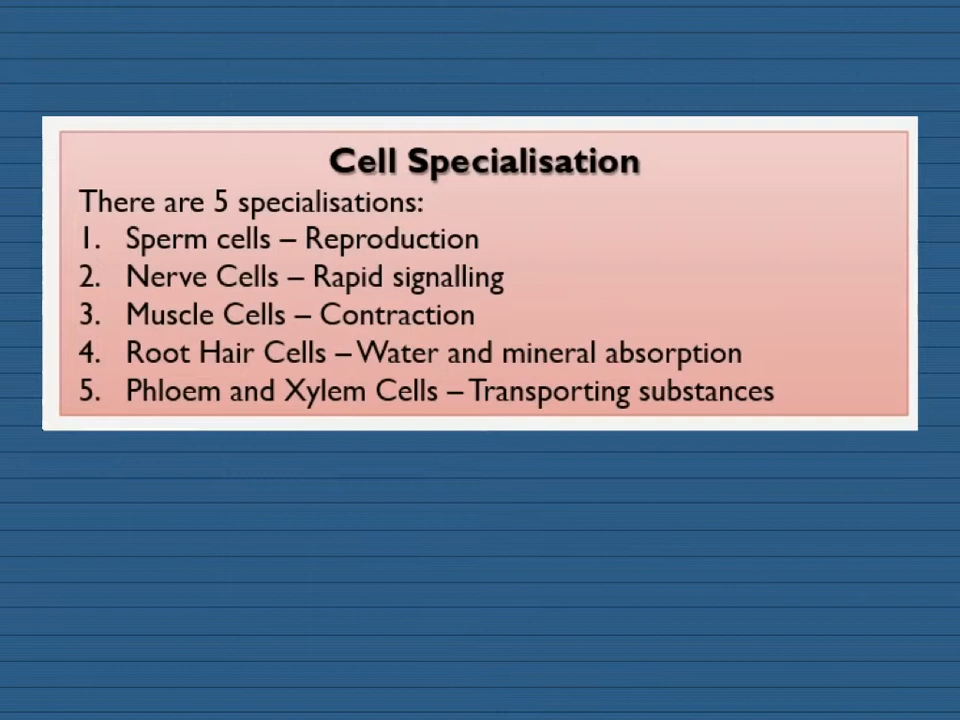 Cell Specialisation
There are 5 specialisations:
1. Sperm cells – Reproduction
2. Nerve Cells – Rapid signalling
3. Muscle Cells – Contraction
4. Root Hair Cells – Water and mineral absorption
5. Phloem and Xylem Cells – Transporting substances